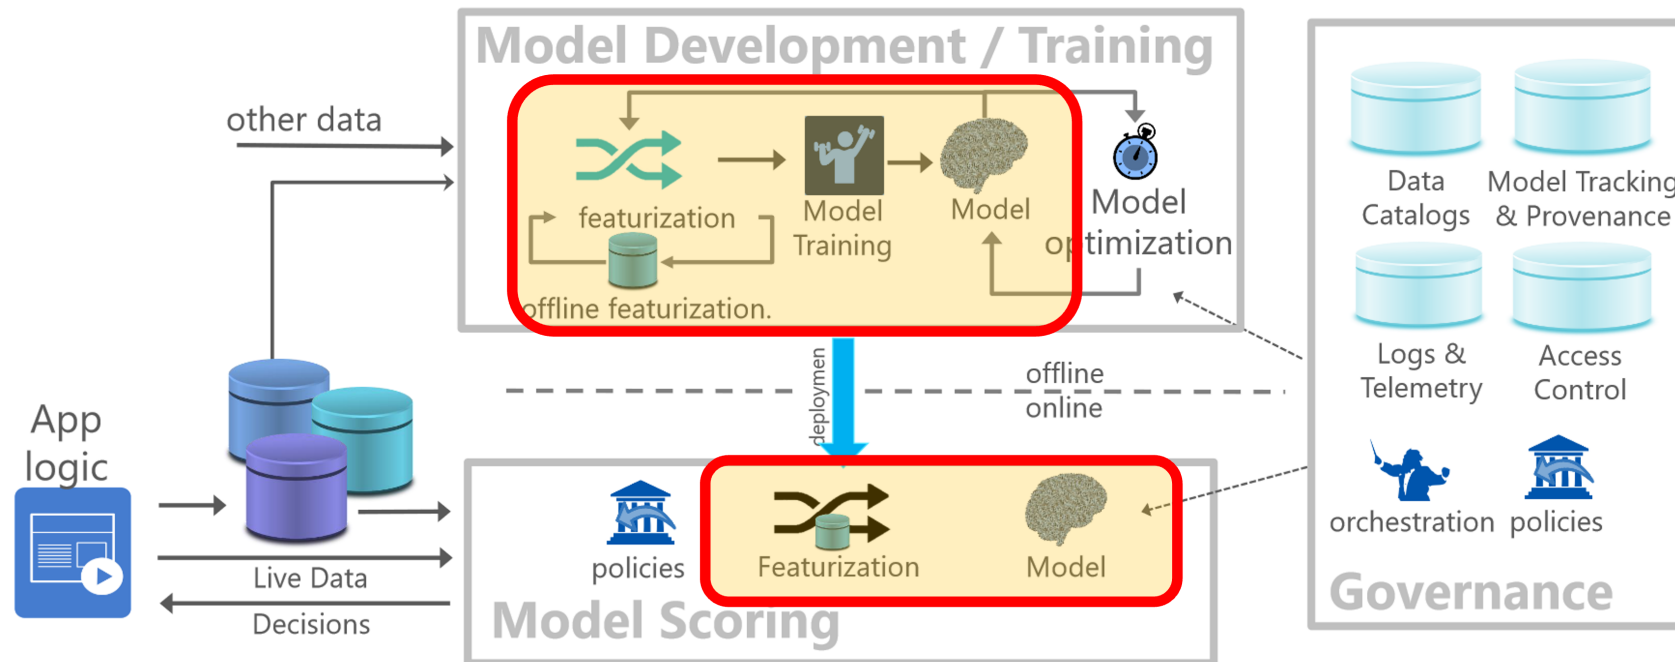 Model Development / Training
other data
featurization
Model
Training
Model
Model
optimization
offline featurization.
deploymen
offline
online
App
logic
Live Data
Decisions
policies
Featurization
Model
Model Scoring
Data
Catalogs
Model Tracking
& Provenance
Logs &
Telemetry
Access
Control
orchestration
policies
Governance